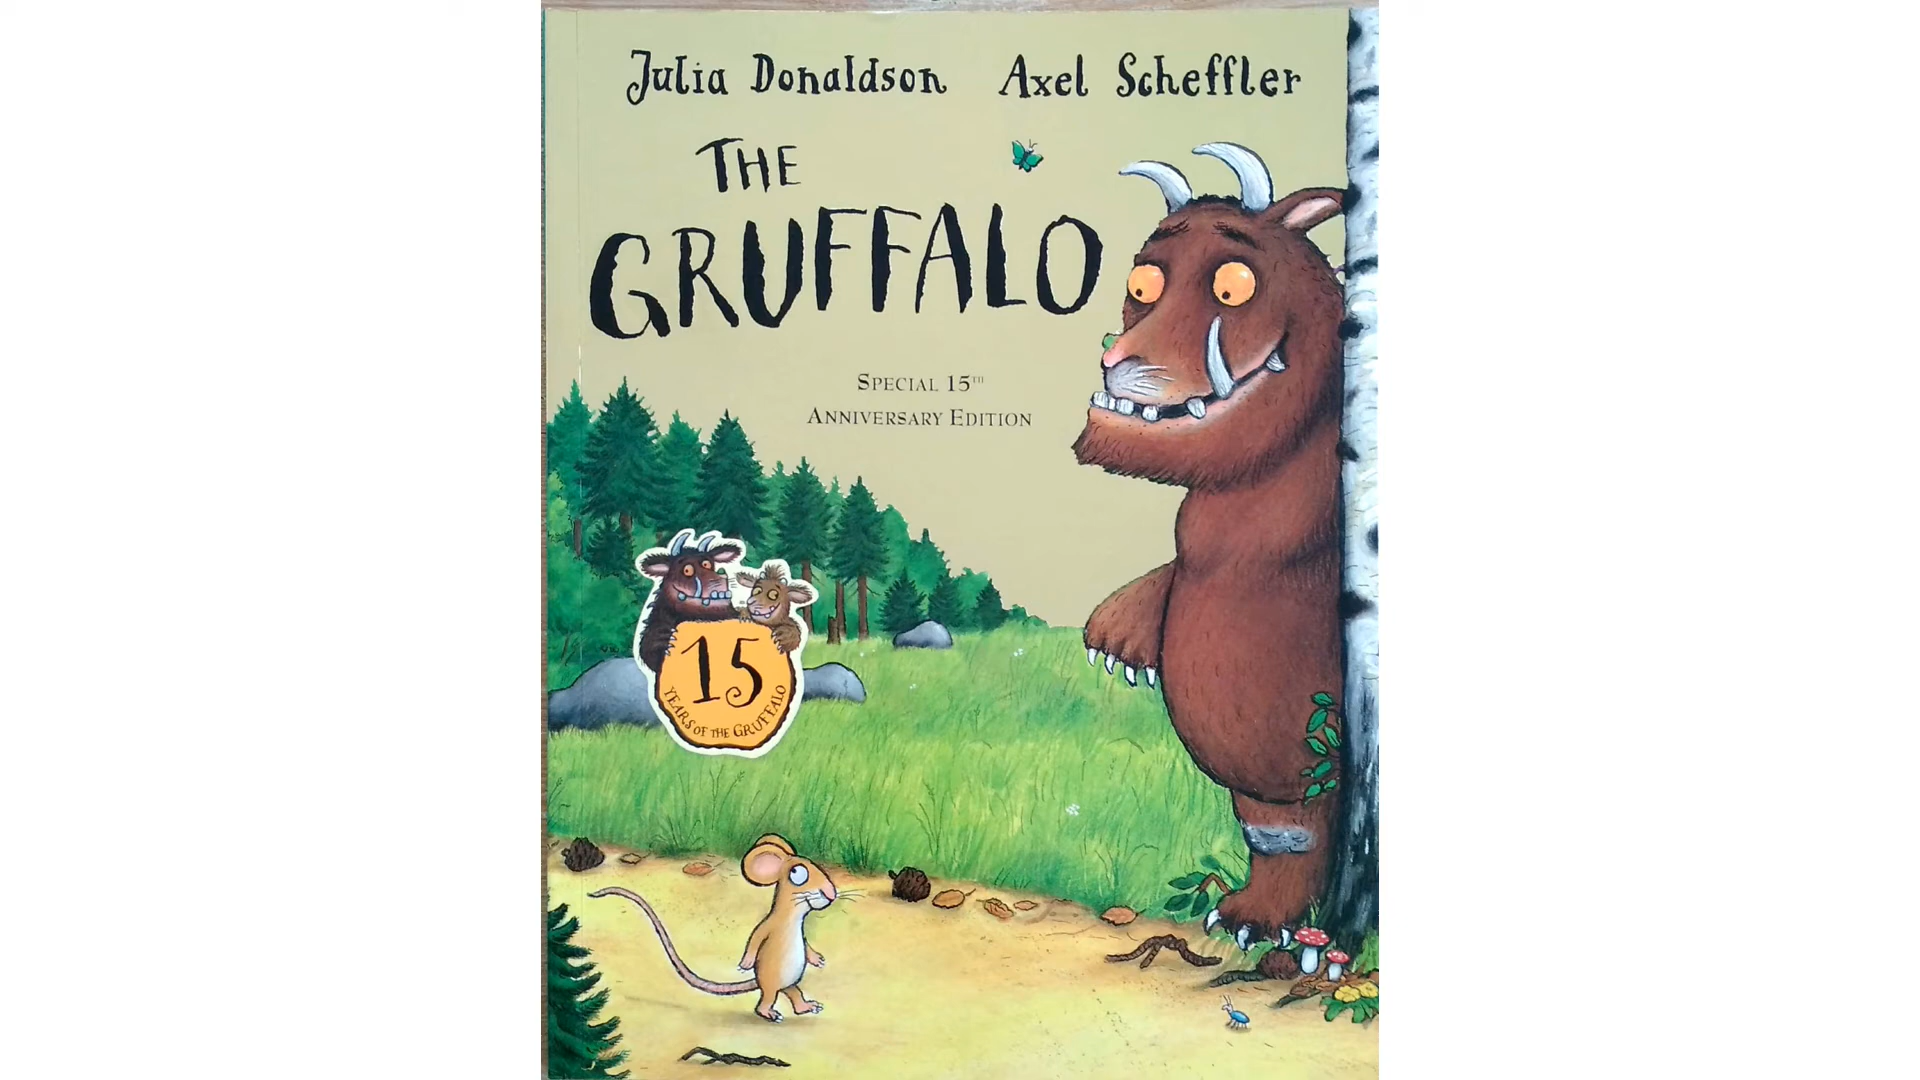 Julia Donaldson Axel Scheffler
THE
GRUFFALO
SPECIAL 15TH
ANNIVERSARY EDITION
15
YEARS OF THE GRUFFALO